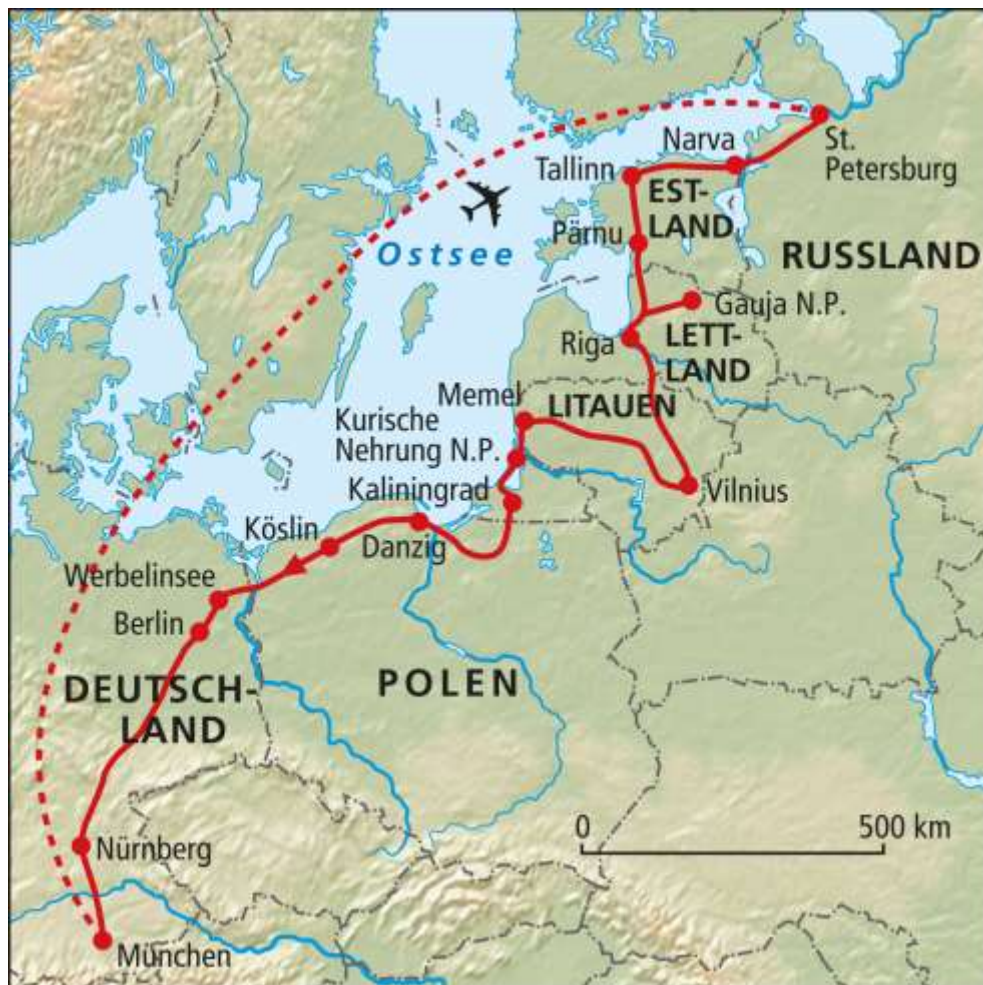 Narva
St.
Petersburg
Tallinn
EST-
LAND
Pärnu
Ostsee
RUSSLAND
Gauja N.P.
Riga
LETT-
LAND
Memel
LITAUEN
Kurische
Nehrung N.P.
Kaliningrad
Vilnius
Köslin
Danzig
Werbelinsee
Berlin
POLEN
DEUTSCH-
LAND
0 500 km
Nürnberg
München